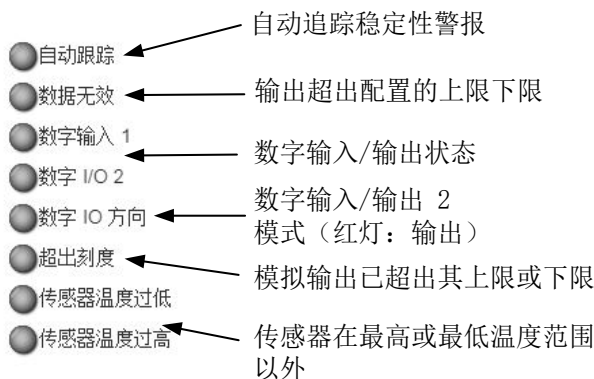 自动追踪稳定性警报
自动跟踪
数据无效
输出超出配置的上限下限
数字输入 1
数字输入/输出状态
数字 I/O 2
数字输入/输出 2
数字 IO 方向
模式（红灯：输出）
超出刻度
模拟输出已超出其上限或下限
传感器温度过低
传感器温度过高
传感器在最高或最低温度范围
以外